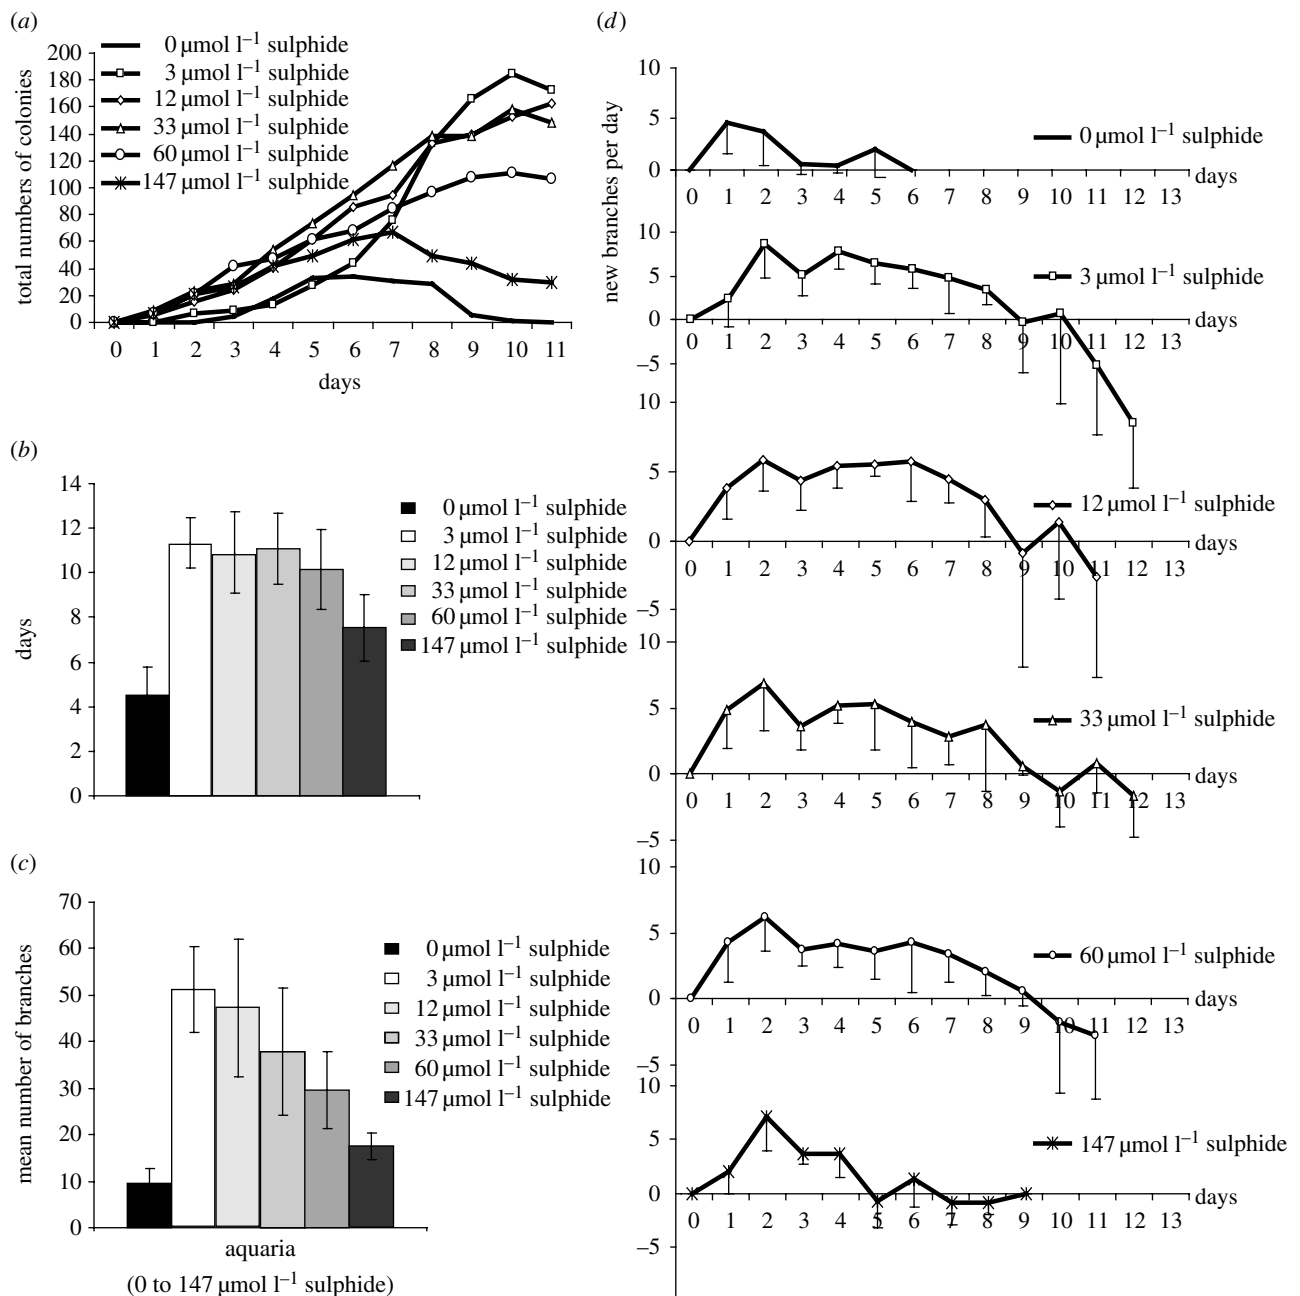 (a)
0 µmol l⁻¹ sulphide
3 µmol l⁻¹ sulphide
12 µmol l⁻¹ sulphide
33 µmol l⁻¹ sulphide
60 µmol l⁻¹ sulphide
147 µmol l⁻¹ sulphide
total numbers of colonies
200
180
160
140
120
100
80
60
40
20
0
0 1 2 3 4 5 6 7 8 9 10 11
days
(b)
days
14
12
10
8
6
4
2
0
0 µmol l⁻¹ sulphide
3 µmol l⁻¹ sulphide
12 µmol l⁻¹ sulphide
33 µmol l⁻¹ sulphide
60 µmol l⁻¹ sulphide
147 µmol l⁻¹ sulphide
(c)
mean number of branches
70
60
50
40
30
20
10
0
0 µmol l⁻¹ sulphide
3 µmol l⁻¹ sulphide
12 µmol l⁻¹ sulphide
33 µmol l⁻¹ sulphide
60 µmol l⁻¹ sulphide
147 µmol l⁻¹ sulphide
aquaria
(0 to 147 µmol l⁻¹ sulphide)
(d)
new branches per day
10
5
0
0 µmol l⁻¹ sulphide
days
0 1 2 3 4 5 6 7 8 9 10 11 12 13
10
5
0
3 µmol l⁻¹ sulphide
days
0 1 2 3 4 5 6 7 8 9 10 11 12 13
−5
10
5
0
12 µmol l⁻¹ sulphide
days
0 1 2 3 4 5 6 7 8 9 10 11 12 13
−5
10
5
0
33 µmol l⁻¹ sulphide
days
0 1 2 3 4 5 6 7 8 9 10 11 12 13
−5
10
5
0
60 µmol l⁻¹ sulphide
days
0 1 2 3 4 5 6 7 8 9 10 11 12 13
−5
10
5
0
147 µmol l⁻¹ sulphide
days
0 1 2 3 4 5 6 7 8 9 10 11 12 13
−5